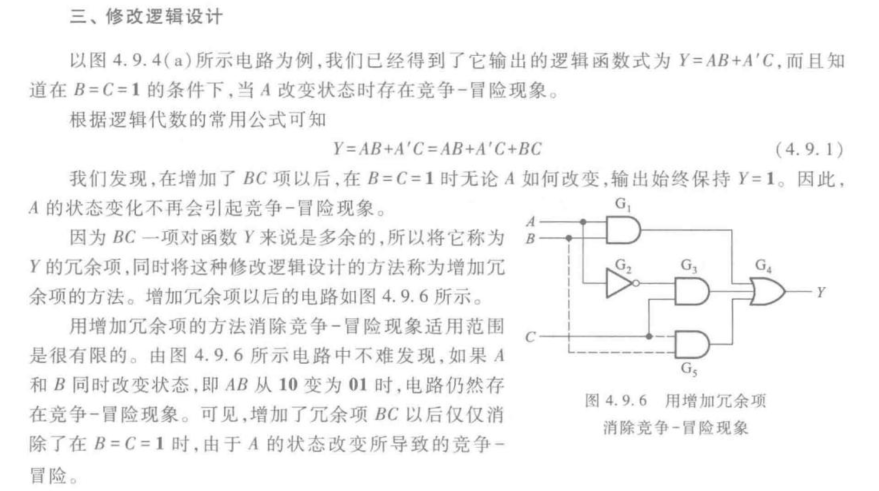 三、修改逻辑设计
以图 4.9.4(a)所示电路为例,我们已经得到了它输出的逻辑函数式为 Y=AB+A′C,而且知
道在 B=C=1 的条件下,当 A 改变状态时存在竞争-冒险现象。
根据逻辑代数的常用公式可知
Y=AB+A′C=AB+A′C+BC (4.9.1)
我们发现,在增加了 BC 项以后,在 B=C=1 时无论 A 如何改变,输出始终保持 Y=1。因此,
A 的状态变化不再会引起竞争-冒险现象。
因为 BC 一项对函数 Y 来说是多余的,所以将它称为
Y 的冗余项,同时将这种修改逻辑设计的方法称为增加冗
余项的方法。增加冗余项以后的电路如图 4.9.6 所示。
用增加冗余项的方法消除竞争-冒险现象适用范围
是很有限的。由图 4.9.6 所示电路中不难发现,如果 A
和 B 同时改变状态,即 AB 从 10 变为 01 时,电路仍然存
在竞争-冒险现象。可见,增加了冗余项 BC 以后仅仅消
除了在 B=C=1 时,由于 A 的状态改变所导致的竞争-
冒险。
G₁
A
B
G₂ G₃ G₄
Y
C
G₅
图 4.9.6 用增加冗余项
消除竞争-冒险现象